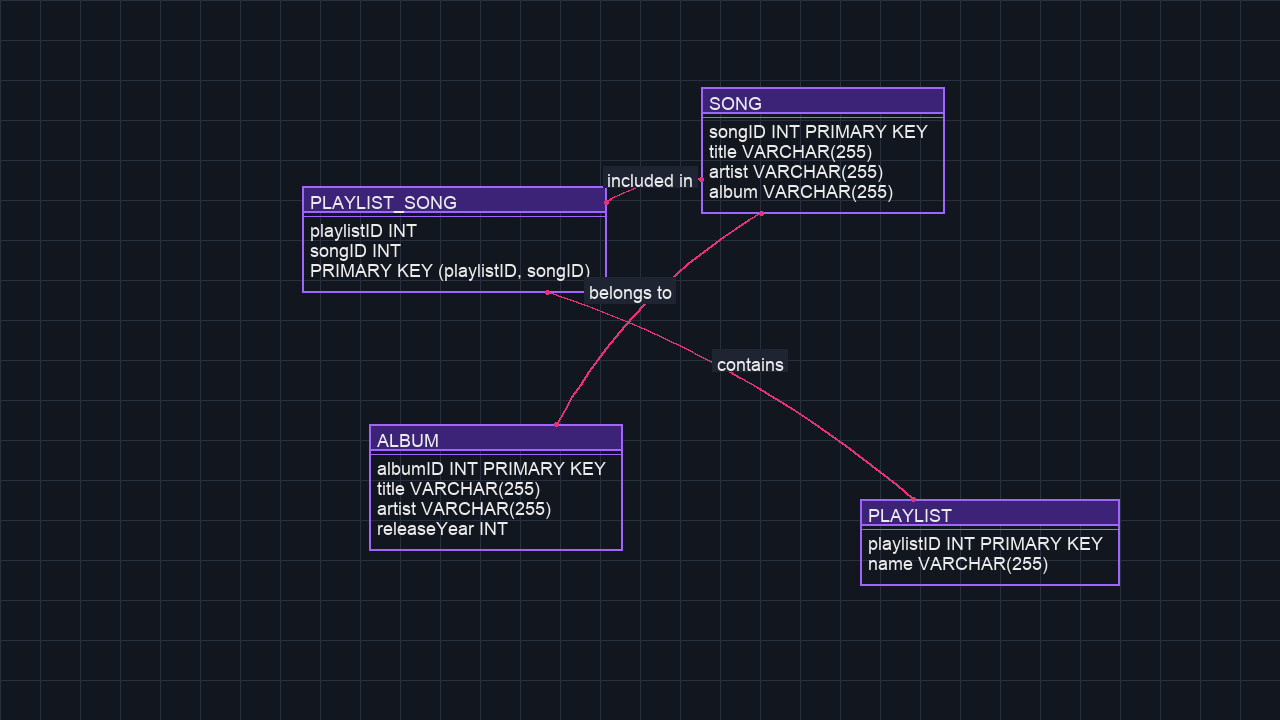 SONG
songID INT PRIMARY KEY
title VARCHAR(255)
artist VARCHAR(255)
album VARCHAR(255)
included in
PLAYLIST_SONG
playlistID INT
songID INT
PRIMARY KEY (playlistID, songID)
belongs to
contains
ALBUM
albumID INT PRIMARY KEY
title VARCHAR(255)
artist VARCHAR(255)
releaseYear INT
PLAYLIST
playlistID INT PRIMARY KEY
name VARCHAR(255)